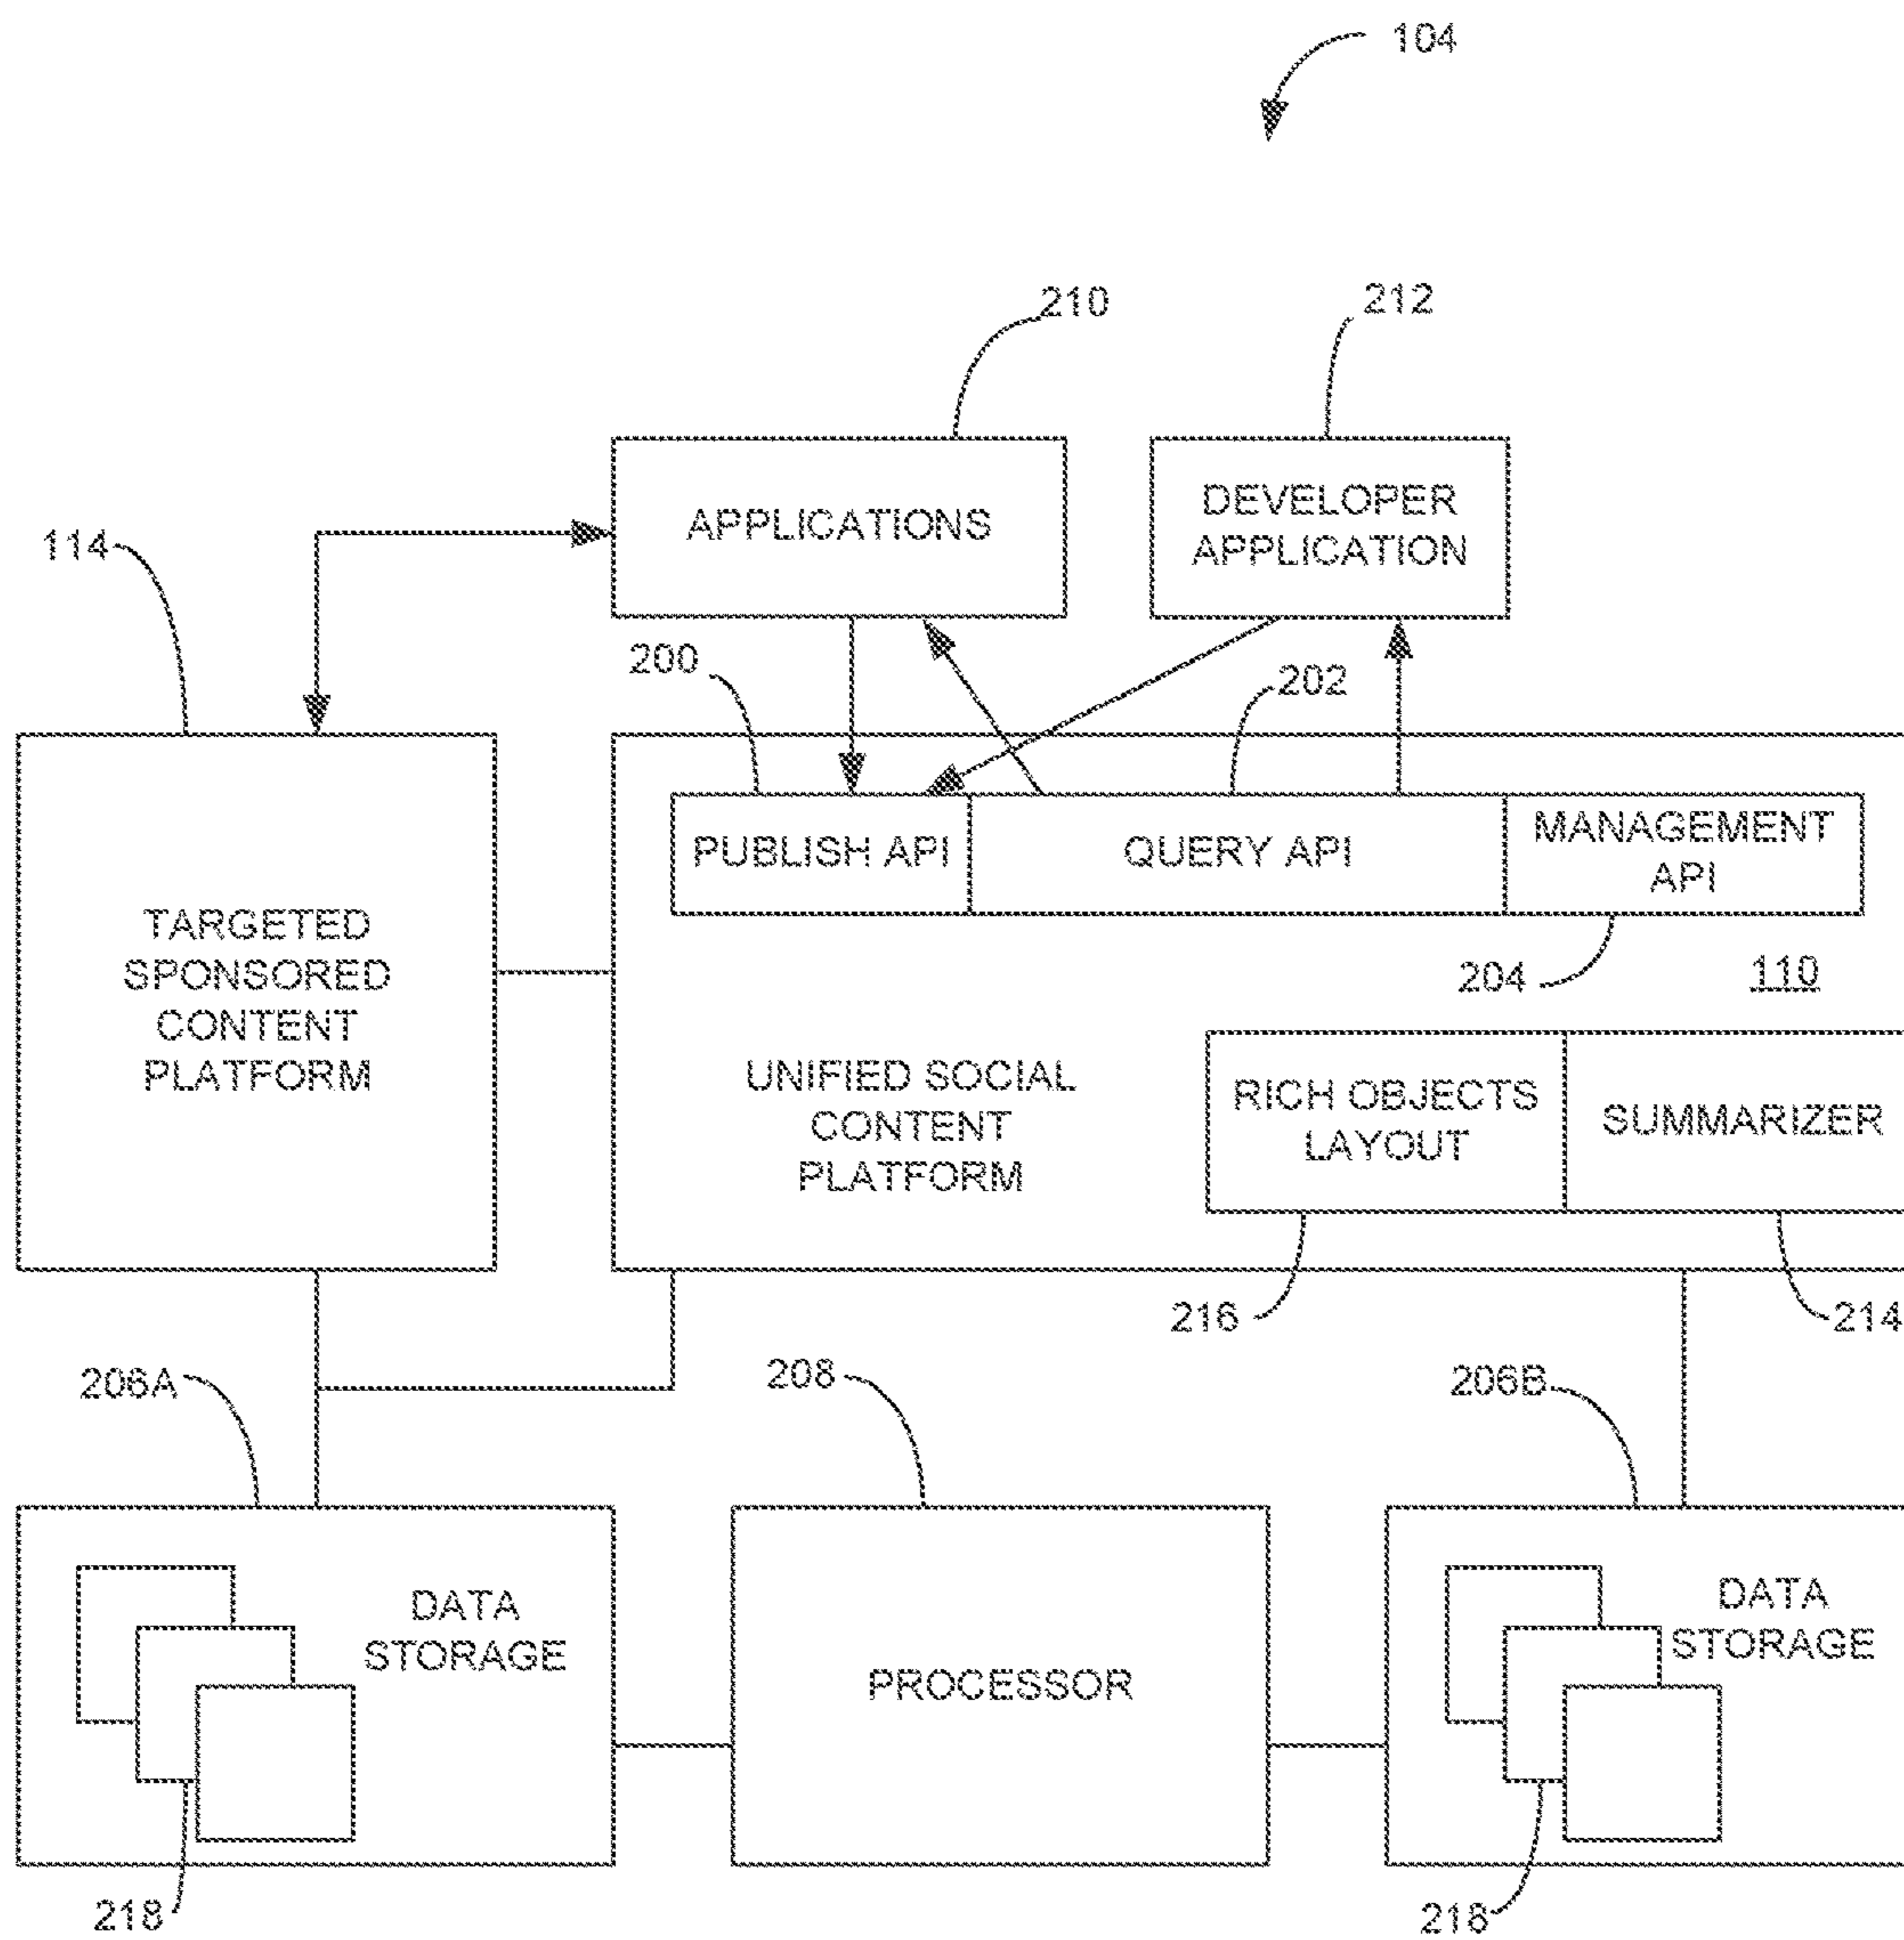 104
210
212
APPLICATIONS
DEVELOPER
APPLICATION
114
200
202
PUBLISH API
QUERY API
MANAGEMENT
API
TARGETED
SPONSORED
CONTENT
PLATFORM
204
110
UNIFIED SOCIAL
CONTENT
PLATFORM
RICH OBJECTS
LAYOUT
SUMMARIZER
216
214
206A
208
206B
DATA
STORAGE
PROCESSOR
DATA
STORAGE
218
218